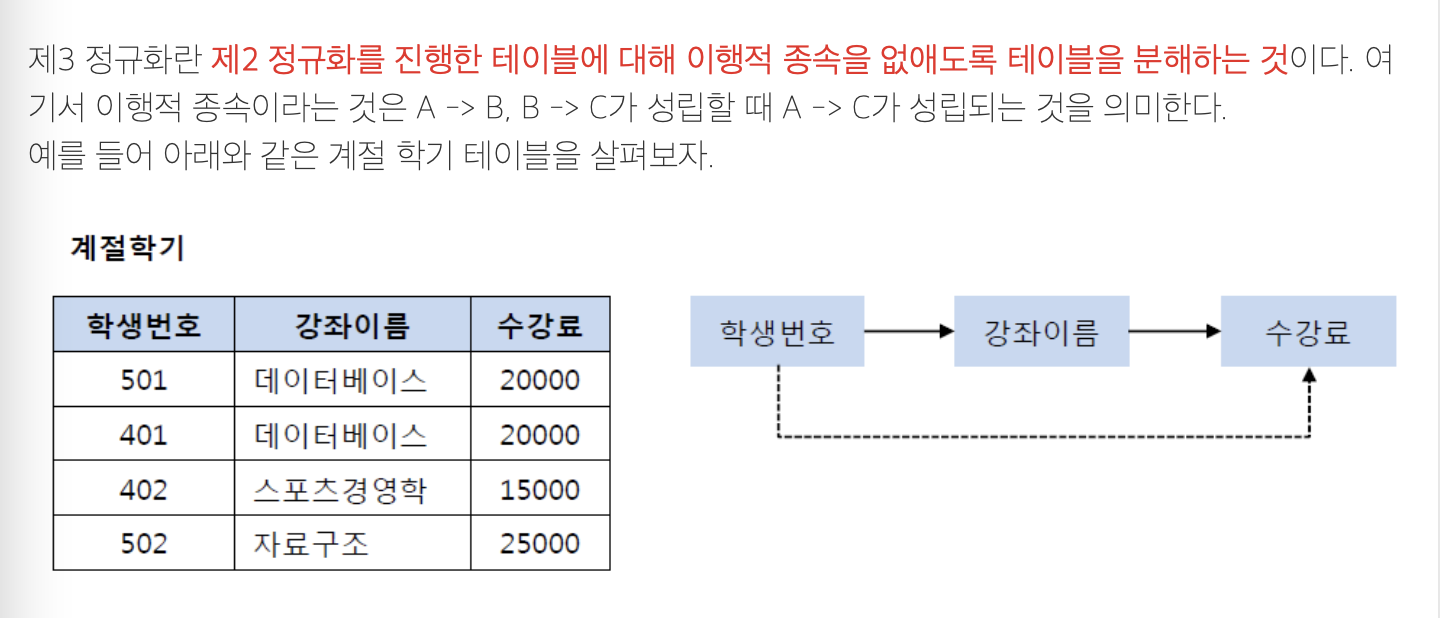 제3 정규화란 제2 정규화를 진행한 테이블에 대해 이행적 종속을 없애도록 테이블을 분해하는 것이다. 여
기서 이행적 종속이라는 것은 A -> B, B -> C가 성립할 때 A -> C가 성립되는 것을 의미한다.
예를 들어 아래와 같은 계절 학기 테이블을 살펴보자.
계절학기
학생번호 강좌이름 수강료
501 데이터베이스 20000
401 데이터베이스 20000
402 스포츠경영학 15000
502 자료구조 25000
학생번호 강좌이름 수강료